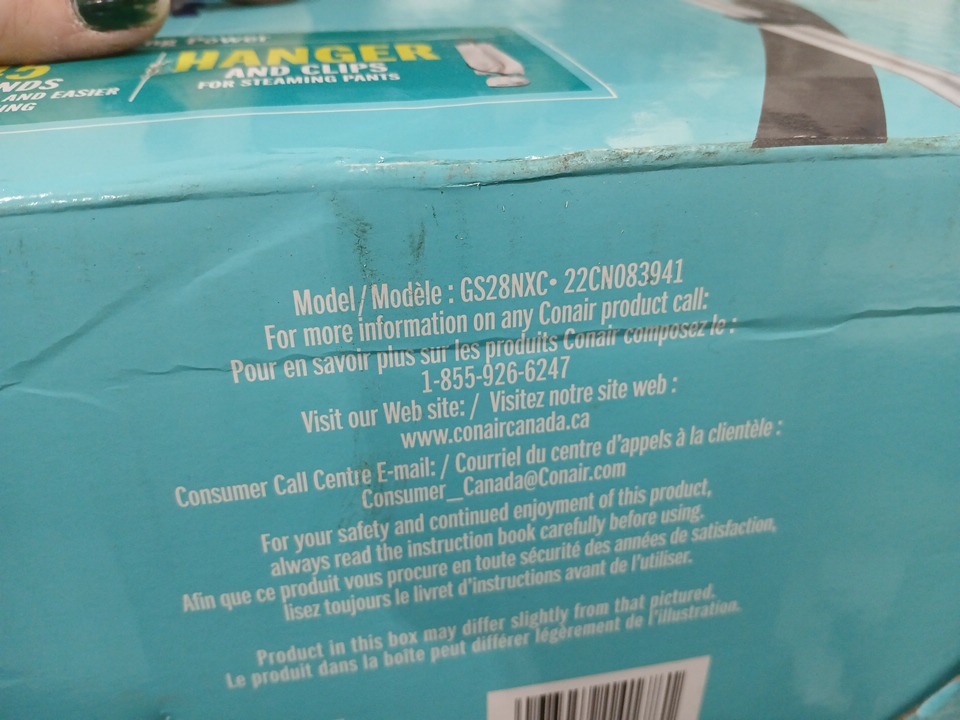 Power
HANGER
AND CLIPS
FOR STEAMING PANTS
AND EASIER
Model/Modèle : GS28NXC• 22CN083941
For more information on any Conair product call:
Pour en savoir plus sur les produits Conair composez le :
1-855-926-6247
Visit our Web site: / Visitez notre site web :
www.conaircanada.ca
Consumer Call Centre E-mail: / Courriel du centre d'appels à la clientèle :
Consumer_Canada@Conair.com
For your safety and continued enjoyment of this product,
always read the instruction book carefully before using.
Afin que ce produit vous procure en toute sécurité des années de satisfaction,
lisez toujours le livret d'instructions avant de l'utiliser.
Product in this box may differ slightly from that pictured.
Le produit dans la boîte peut différer légèrement de l'illustration.